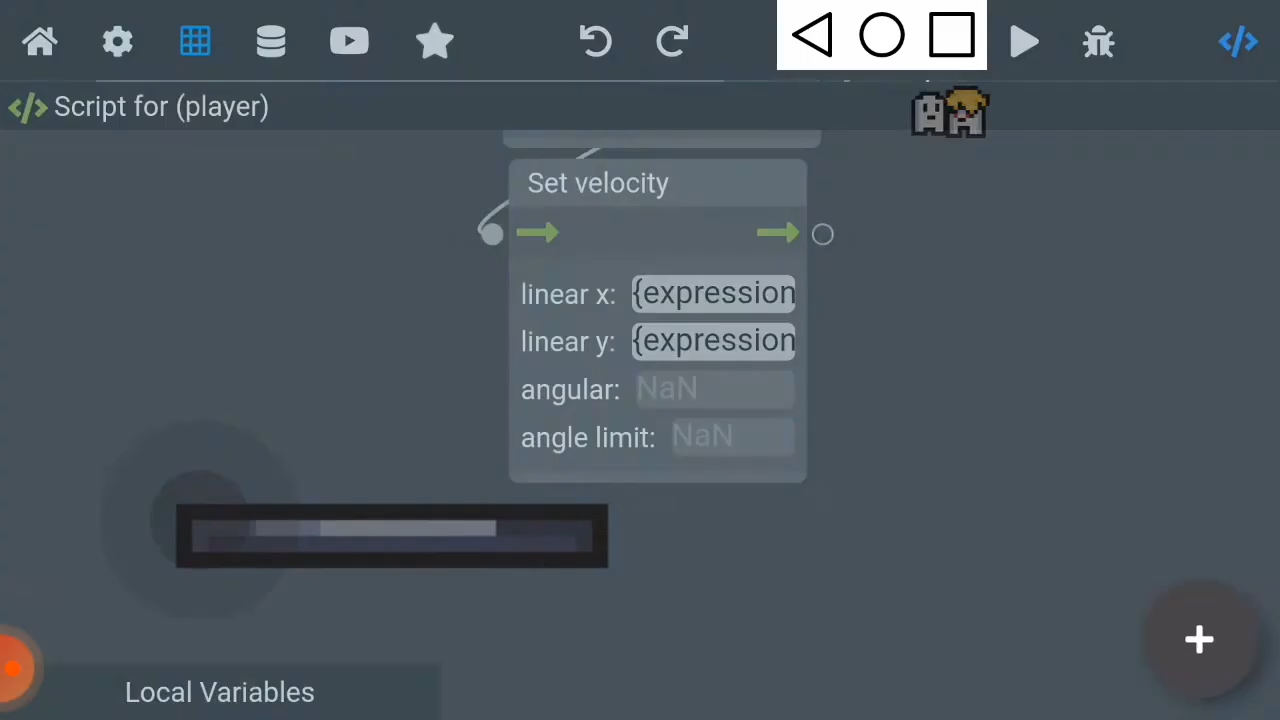 Script for (player)
Set velocity
linear x: {expression
linear y: {expression
angular: NaN
angle limit: NaN
Local Variables